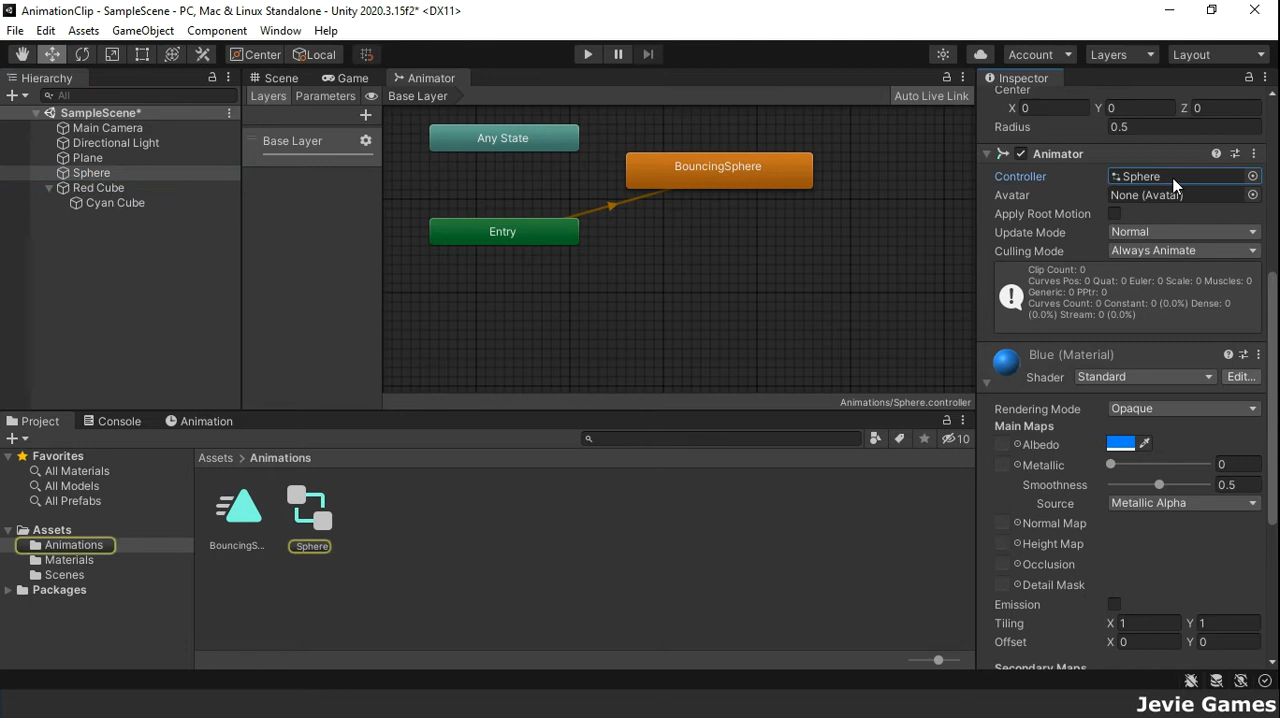 AnimationClip - SampleScene - PC, Mac & Linux Standalone - Unity 2020.3.15f2* <DX11>
File Edit Assets GameObject Component Window Help
Center Local Account Layers Layout
Hierarchy
All
SampleScene*
Main Camera
Directional Light
Plane
Sphere
Red Cube
Cyan Cube
Scene Game Animator
Layers Parameters Base Layer Auto Live Link
Base Layer
Any State
BouncingSphere
Entry
Animations/Sphere.controller
Inspector
Center
X 0 Y 0 Z 0
Radius 0.5
Animator
Controller Sphere
Avatar None (Avatar)
Apply Root Motion
Update Mode Normal
Culling Mode Always Animate
Clip Count: 0
Curves Pos: 0 Quat: 0 Euler: 0 Scale: 0 Muscles: 0
Generic: 0 PPtr: 0
Curves Count: 0 Constant: 0 (0.0%) Dense: 0
(0.0%) Stream: 0 (0.0%)
Blue (Material)
Shader Standard Edit...
Rendering Mode Opaque
Main Maps
Albedo
Metallic 0
Smoothness 0.5
Source Metallic Alpha
Normal Map
Height Map
Occlusion
Detail Mask
Emission
Tiling X 1 Y 1
Offset X 0 Y 0
Secondary Maps
Project Console Animation
10
Favorites
All Materials
All Models
All Prefabs
Assets
Animations
Materials
Scenes
Packages
Assets > Animations
BouncingS...
Sphere
Jevie Games